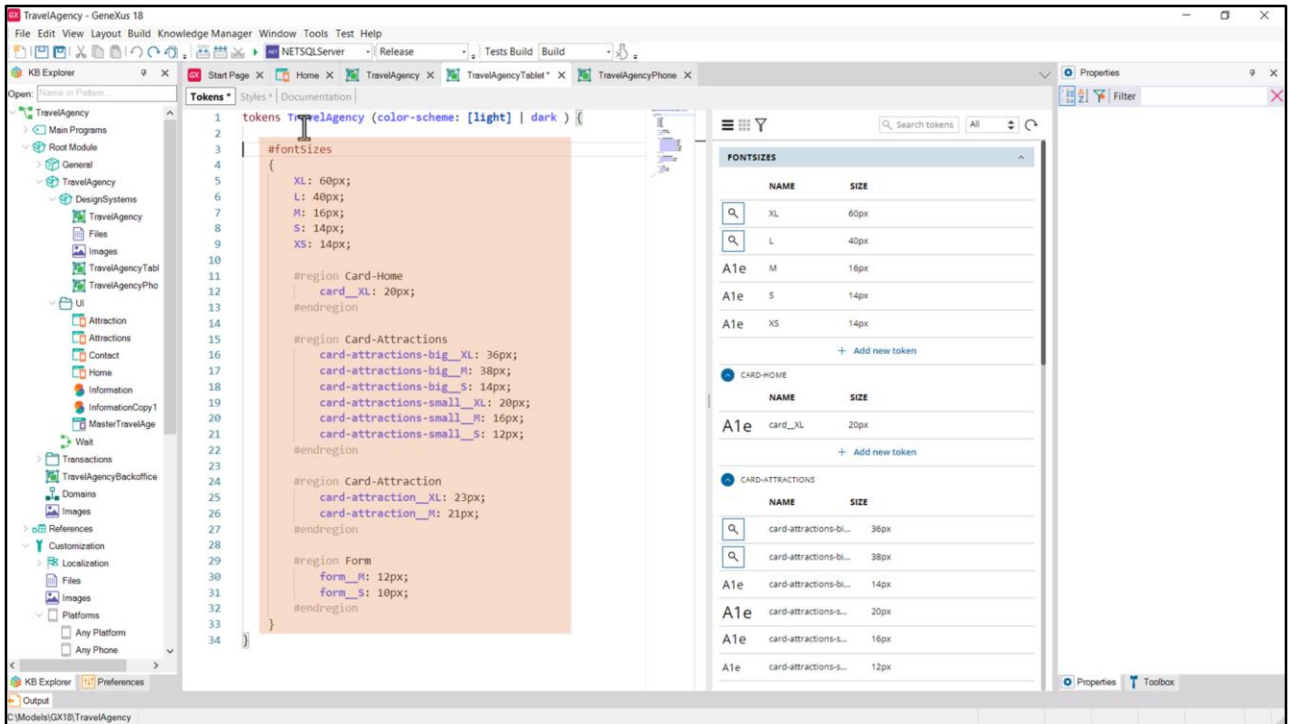 TravelAgency - GeneXus 18
File Edit View Layout Build Knowledge Manager Window Tools Test Help
NETSQLServer Release Tests Build Build
KB Explorer
Open: Name or Pattern...
TravelAgency
Main Programs
Root Module
General
TravelAgency
DesignSystems
TravelAgency
Files
Images
TravelAgencyTabl
TravelAgencyPho
UI
Attraction
Attractions
Contact
Home
Information
InformationCopy1
MasterTravelAge
Wait
Transactions
TravelAgencyBackoffice
Domains
Images
References
Customization
Localization
Files
Images
Platforms
Any Platform
Any Phone
KB Explorer Preferences
Output
C:\Models\GX18\TravelAgency
Start Page X Home X TravelAgency X TravelAgencyTablet * X TravelAgencyPhone X
Tokens * Styles * Documentation
1 tokens TravelAgency (color-scheme: [light] | dark ) {
2
3 #fontSizes
4 {
5 XL: 60px;
6 L: 40px;
7 M: 16px;
8 S: 14px;
9 XS: 14px;
10
11 #region Card-Home
12 card__XL: 20px;
13 #endregion
14
15 #region Card-Attractions
16 card-attractions-big__XL: 36px;
17 card-attractions-big__M: 38px;
18 card-attractions-big__S: 14px;
19 card-attractions-small__XL: 20px;
20 card-attractions-small__M: 16px;
21 card-attractions-small__S: 12px;
22 #endregion
23
24 #region Card-Attraction
25 card-attraction__XL: 23px;
26 card-attraction__M: 21px;
27 #endregion
28
29 #region Form
30 form__M: 12px;
31 form__S: 10px;
32 #endregion
33 }
34 }
Search tokens All
FONTSIZES
NAME SIZE
XL 60px
L 40px
A1e M 16px
A1e S 14px
A1e XS 14px
+ Add new token
CARD-HOME
NAME SIZE
A1e card__XL 20px
+ Add new token
CARD-ATTRACTIONS
NAME SIZE
card-attractions-bi... 36px
card-attractions-bi... 38px
A1e card-attractions-bi... 14px
A1e card-attractions-s... 20px
A1e card-attractions-s... 16px
A1e card-attractions-s... 12px
Properties
Filter
Properties Toolbox